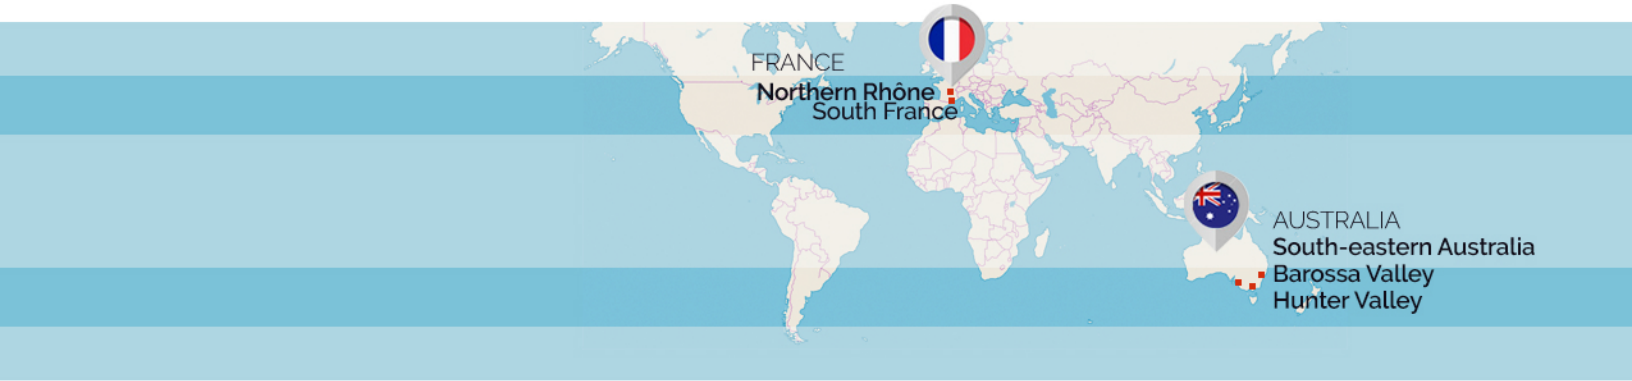 FRANCE
Northern Rhône
South France
AUSTRALIA
South-eastern Australia
Barossa Valley
Hunter Valley